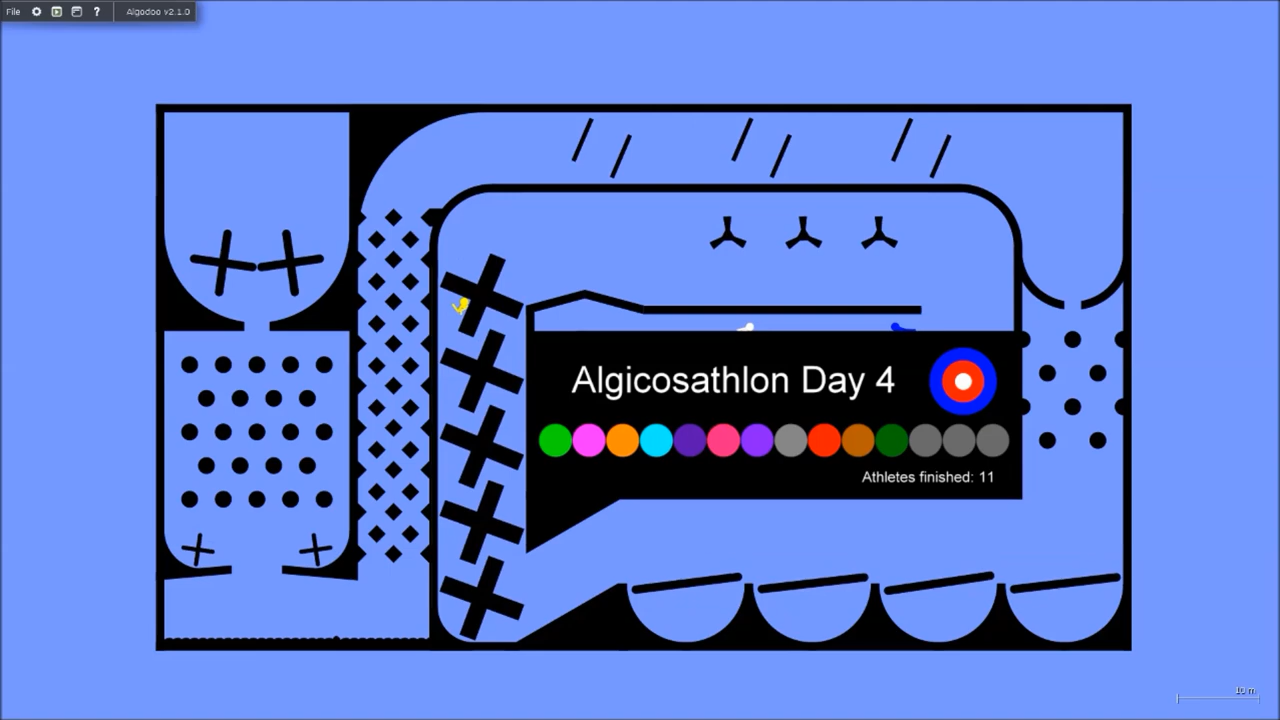 File ? Algodoo v2.1.0
Algicosathlon Day 4
Athletes finished: 11
10 m